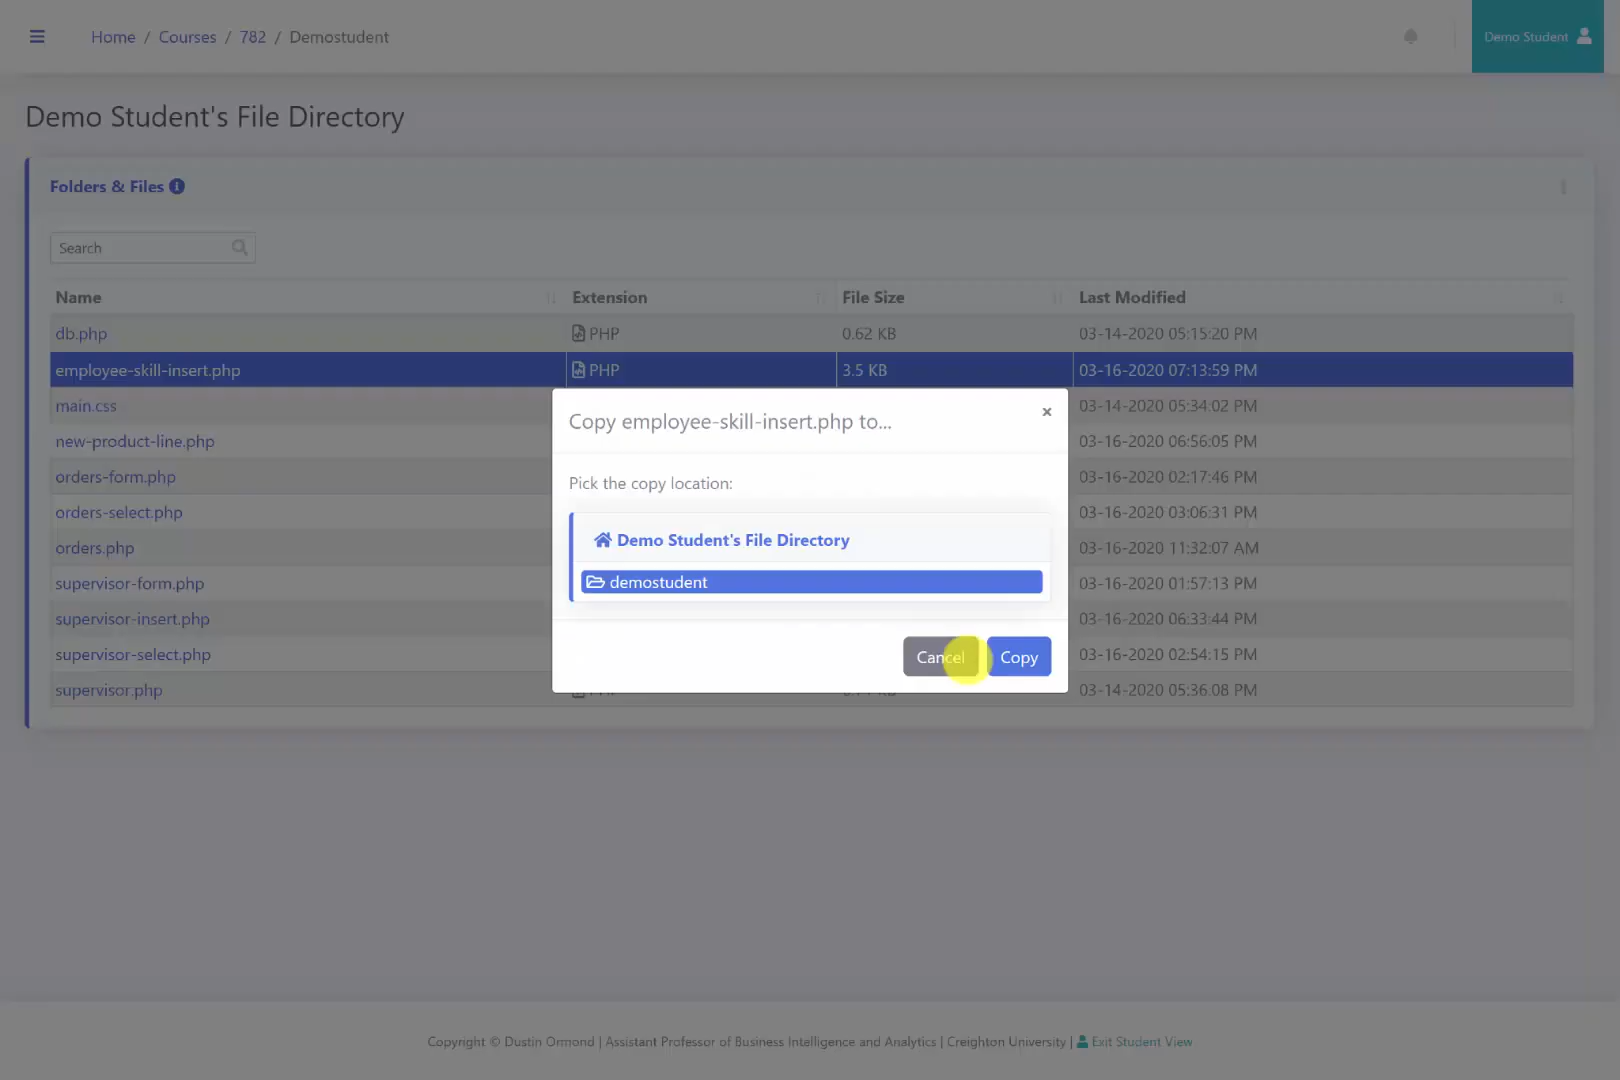 Home / Courses / 782 / Demostudent
Demo Student
Demo Student's File Directory
Folders & Files
Search
Name Extension File Size Last Modified
db.php PHP 0.62 KB 03-14-2020 05:15:20 PM
employee-skill-insert.php PHP 3.5 KB 03-16-2020 07:13:59 PM
main.css 03-14-2020 05:34:02 PM
new-product-line.php 03-16-2020 06:56:05 PM
orders-form.php 03-16-2020 02:17:46 PM
orders-select.php 03-16-2020 03:06:31 PM
orders.php 03-16-2020 11:32:07 AM
supervisor-form.php 03-16-2020 01:57:13 PM
supervisor-insert.php 03-16-2020 06:33:44 PM
supervisor-select.php 03-16-2020 02:54:15 PM
supervisor.php 03-14-2020 05:36:08 PM
Copy employee-skill-insert.php to...
×
Pick the copy location:
Demo Student's File Directory
demostudent
Cancel Copy
Copyright © Dustin Ormond | Assistant Professor of Business Intelligence and Analytics | Creighton University | Exit Student View